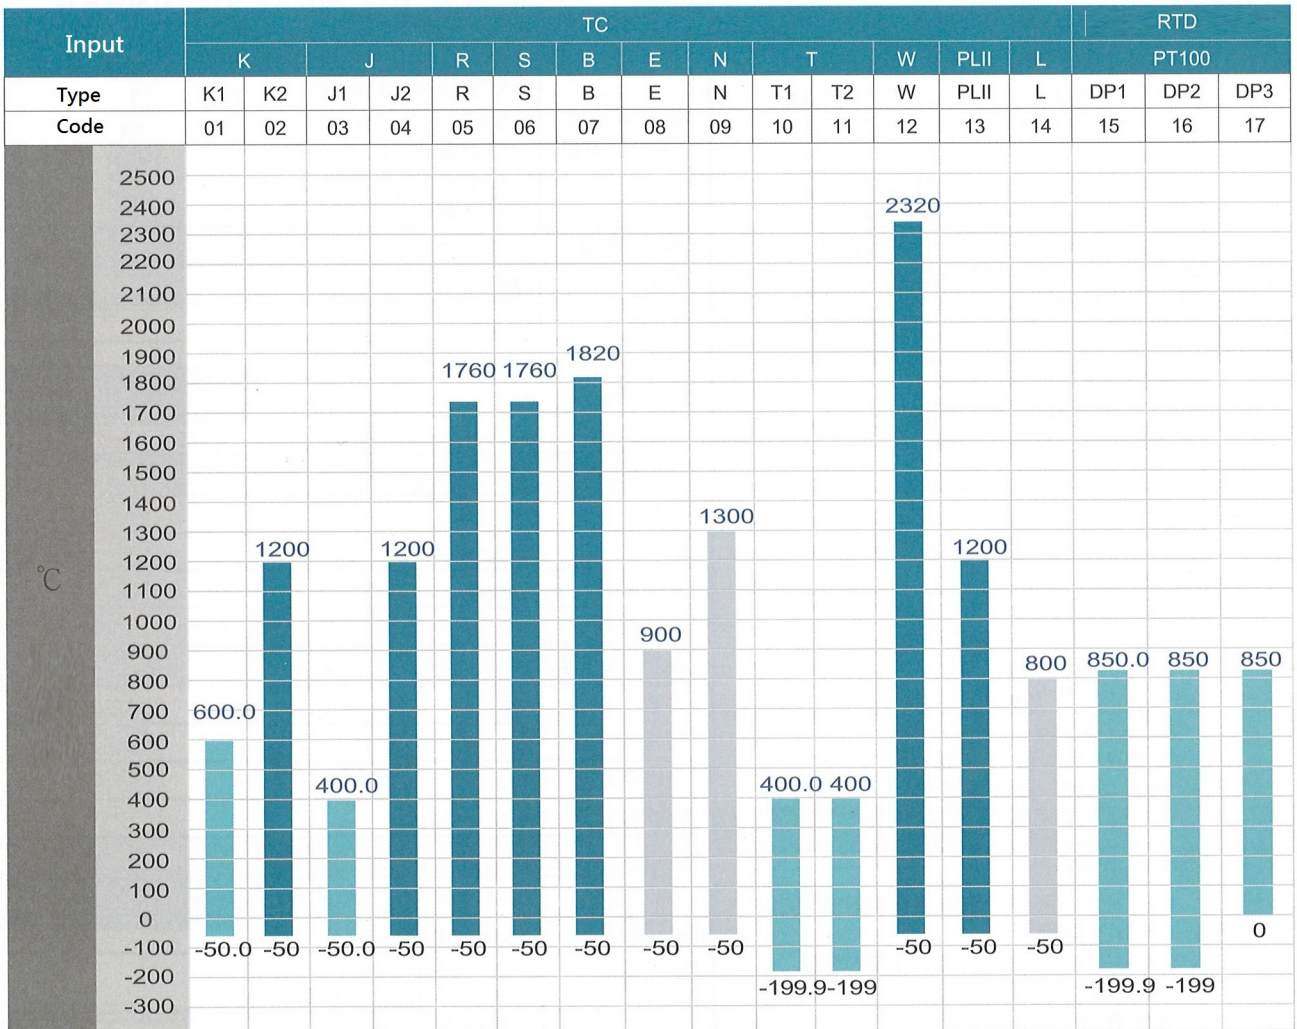 Input TC RTD
K J R S B E N T W PLII L PT100
Type K1 K2 J1 J2 R S B E N T1 T2 W PLII L DP1 DP2 DP3
Code 01 02 03 04 05 06 07 08 09 10 11 12 13 14 15 16 17
2500
2400 2320
2300
2200
2100
2000
1900 1820
1800 1760 1760
1700
1600
1500
1400 1300
1300 1200 1200 1200
1200
1100
1000 900
900 800 850.0 850 850
800
700 600.0
600
℃
500 400.0 400.0 400
400
300
200
100
0 0
-100 -50.0 -50 -50.0 -50 -50 -50 -50 -50 -50 -50 -50 -50
-200 -199.9 -199 -199.9 -199
-300